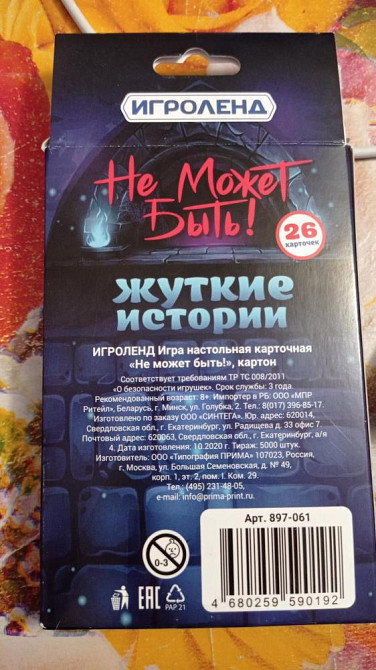 ИГРОЛЕНД
Не Может
Быть!
26
карточек
ЖУТКИЕ
ИСТОРИИ
ИГРОЛЕНД Игра настольная карточная
«Не может быть!», картон
Соответствует требованиям ТР ТС 008/2011
«О безопасности игрушек». Срок службы: 3 года.
Рекомендованный возраст: 8+. Импортер в РБ: ООО «МПР
Ритейл», Беларусь, г. Минск, ул. Голубка, 2. Тел.: 8(017) 396-85-17.
Изготовлено по заказу ООО «СИНТЕГА». Юр. адрес: 620014,
Свердловская обл., г. Екатеринбург, ул. Радищева д. 33 офис 7.
Почтовый адрес: 620063, Свердловская обл., г. Екатеринбург, а/я
4. Дата изготовления: 10.2020 г. Тираж: 5000 штук.
Изготовитель: ООО «Типография ПРИМА» 107023, Россия,
г. Москва, ул. Большая Семеновская, д. № 49,
корп. 1, эт. 2, пом. I. Ком. 29.
Тел.: (495) 231-48-05,
e-mail: info@prima-print.ru.
Арт. 897-061
0-3
EAC
PAP 21
4 680259 590192